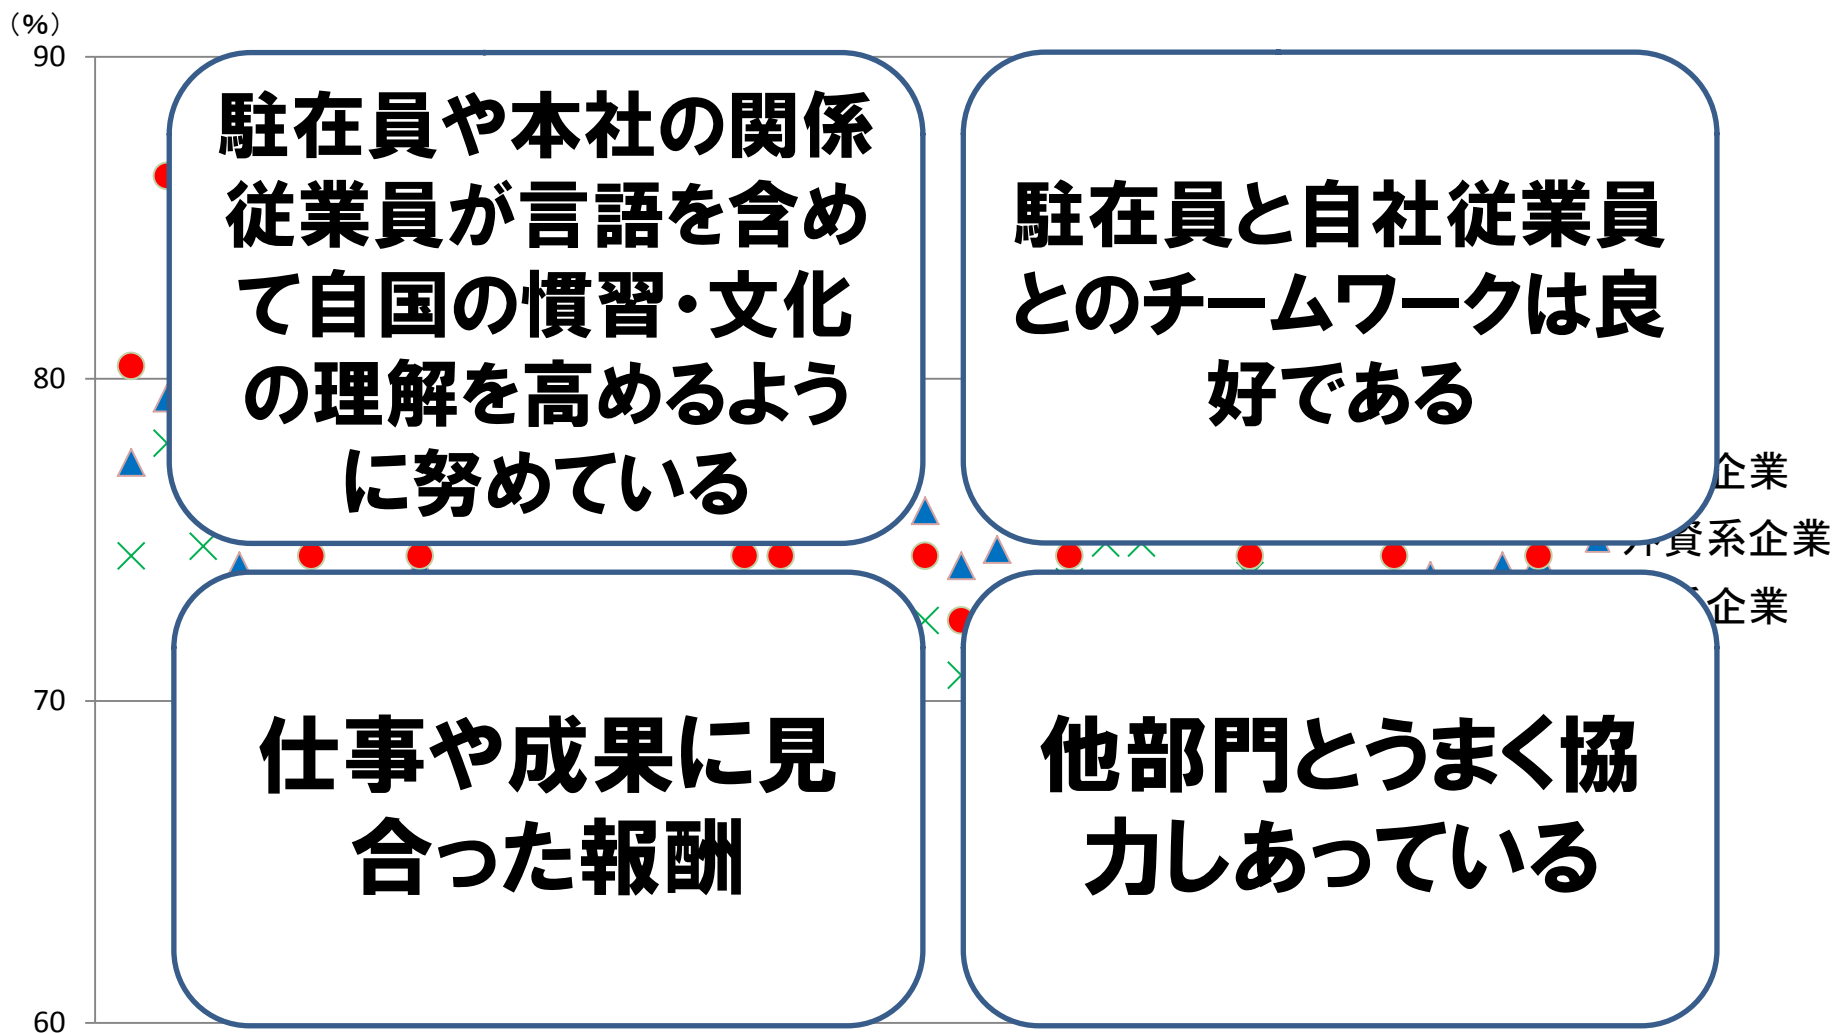 （%）
90
80
70
60
駐在員や本社の関係
従業員が言語を含め
て自国の慣習・文化
の理解を高めるよう
に努めている
駐在員と自社従業員
とのチームワークは良
好である
仕事や成果に見
合った報酬
他部門とうまく協
力しあっている
企業
外資系企業
企業